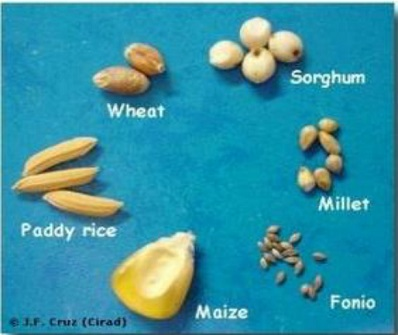 Sorghum
Wheat
Millet
Paddy rice
Fonio
Maize
© J.F. Cruz (Cirad)